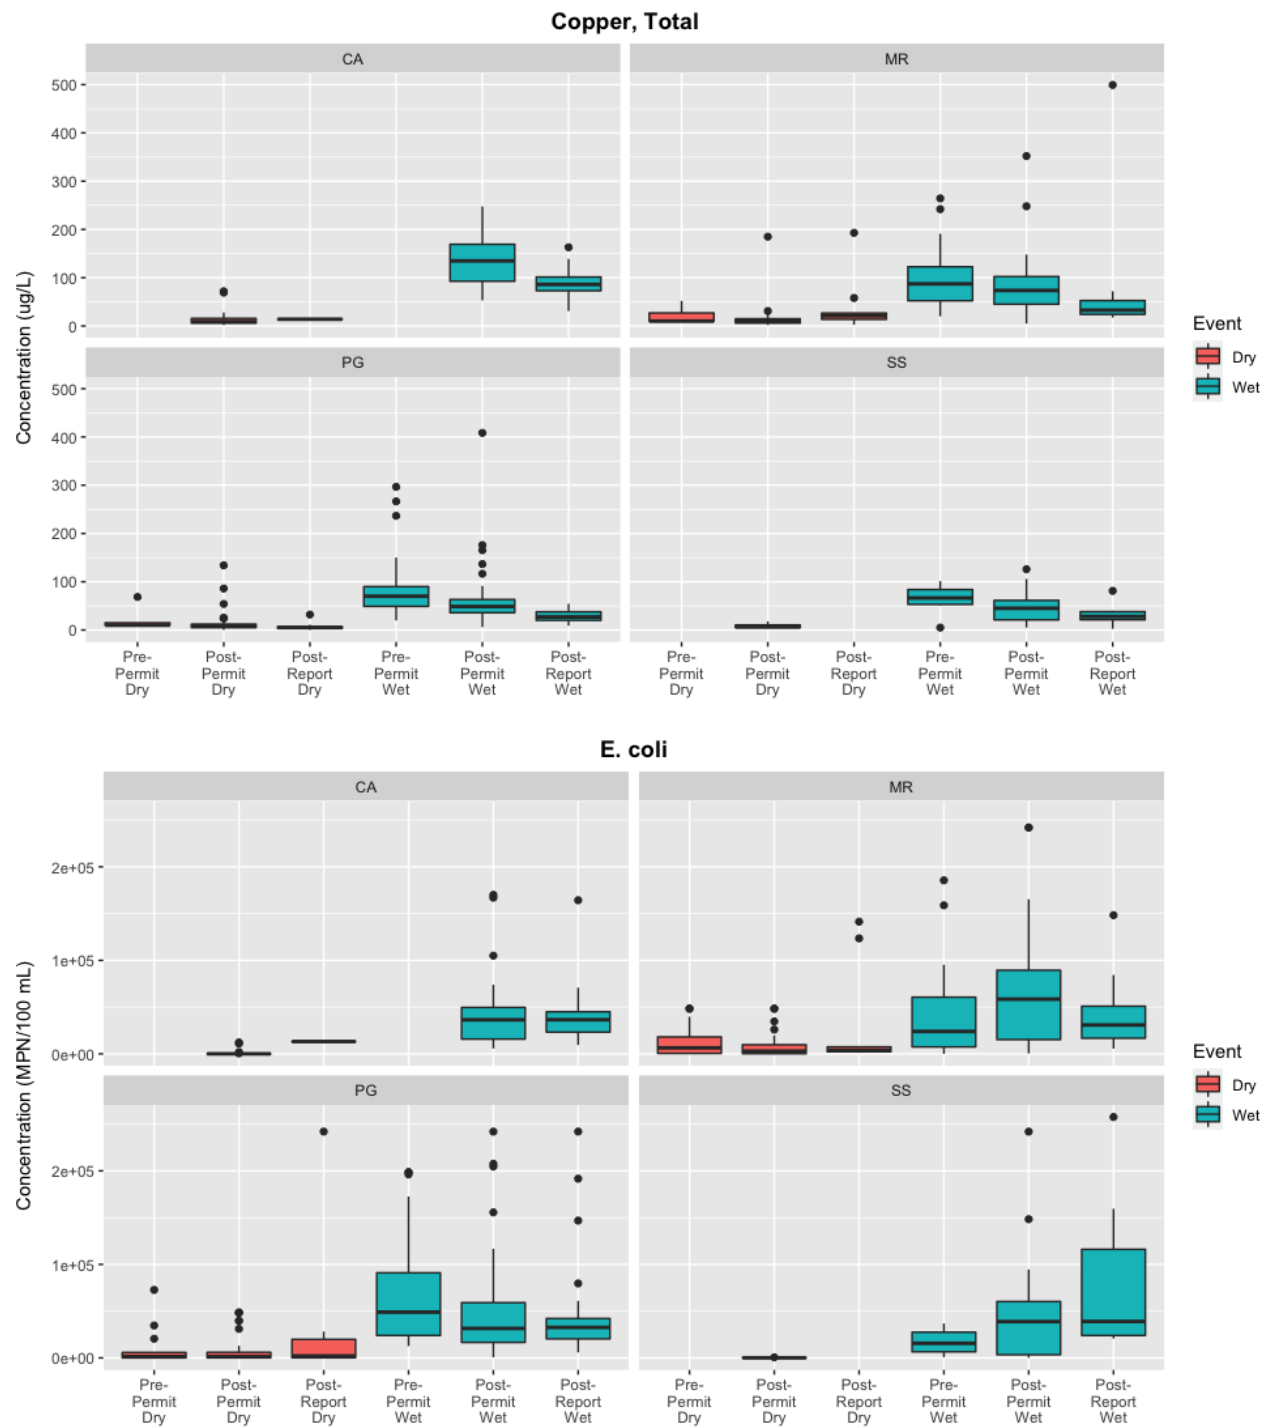 Copper, Total
CA
MR
500
400
300
200
100
0
PG
SS
500
400
300
200
100
0
Concentration (ug/L)
Pre-
Permit
Dry
Post-
Permit
Dry
Post-
Report
Dry
Pre-
Permit
Wet
Post-
Permit
Wet
Post-
Report
Wet
Pre-
Permit
Dry
Post-
Permit
Dry
Post-
Report
Dry
Pre-
Permit
Wet
Post-
Permit
Wet
Post-
Report
Wet
Event
Dry
Wet
E. coli
CA
MR
2e+05
1e+05
0e+00
PG
SS
2e+05
1e+05
0e+00
Concentration (MPN/100 mL)
Pre-
Permit
Dry
Post-
Permit
Dry
Post-
Report
Dry
Pre-
Permit
Wet
Post-
Permit
Wet
Post-
Report
Wet
Pre-
Permit
Dry
Post-
Permit
Dry
Post-
Report
Dry
Pre-
Permit
Wet
Post-
Permit
Wet
Post-
Report
Wet
Event
Dry
Wet